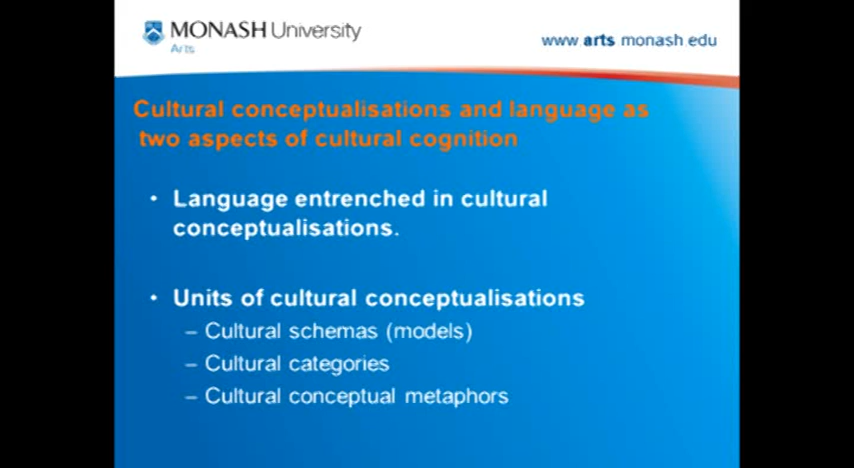 MONASH University
Arts
www arts monash edu
Cultural conceptualisations and language as
two aspects of cultural cognition
• Language entrenched in cultural
conceptualisations.
• Units of cultural conceptualisations
– Cultural schemas (models)
– Cultural categories
– Cultural conceptual metaphors